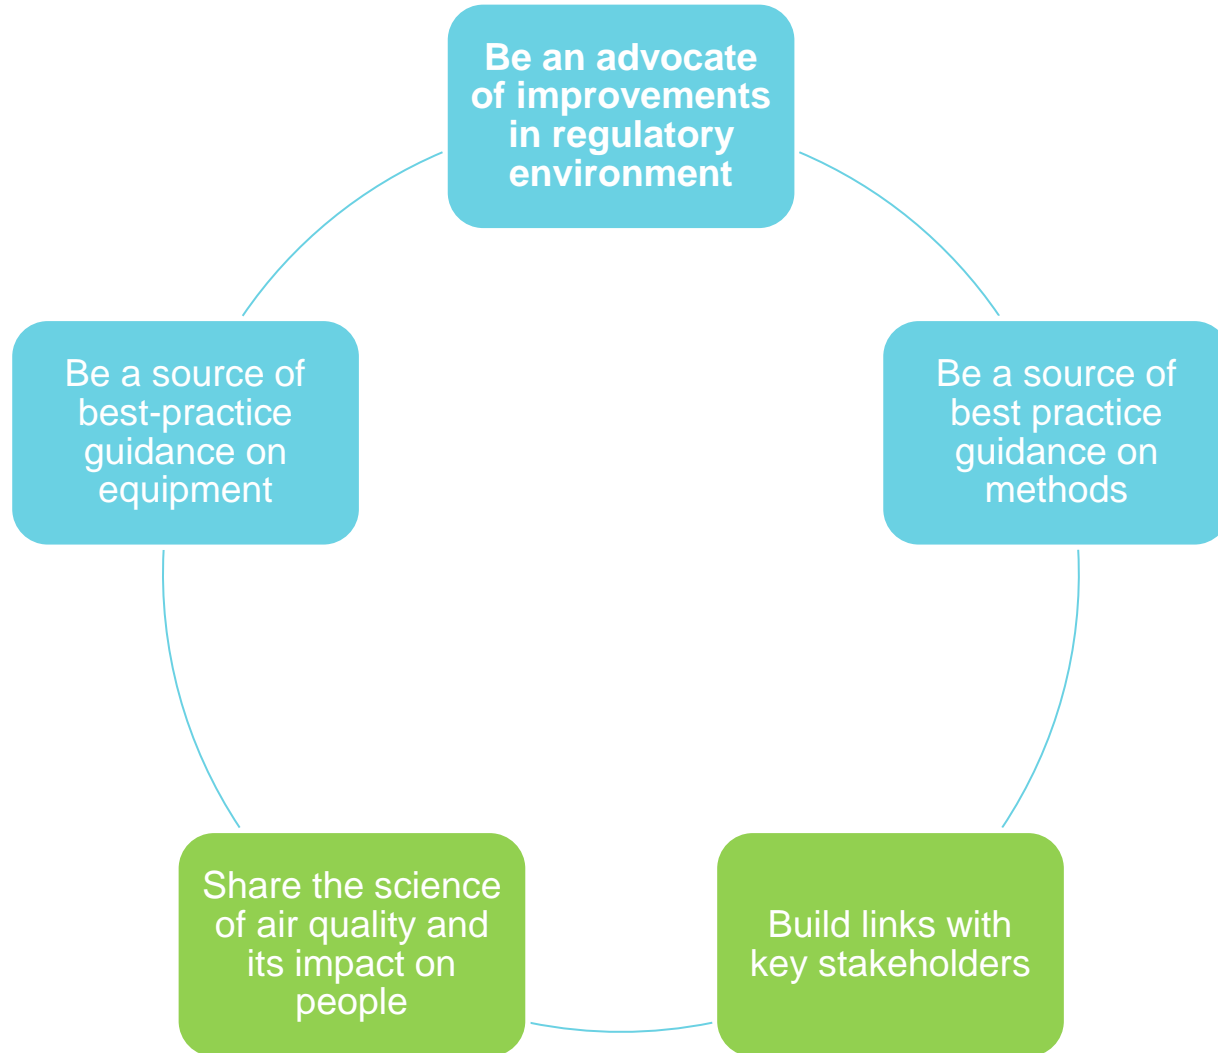 Be an advocate
of improvements
in regulatory
environment
Be a source of
best-practice
guidance on
equipment
Be a source of
best practice
guidance on
methods
Share the science
of air quality and
its impact on
people
Build links with
key stakeholders